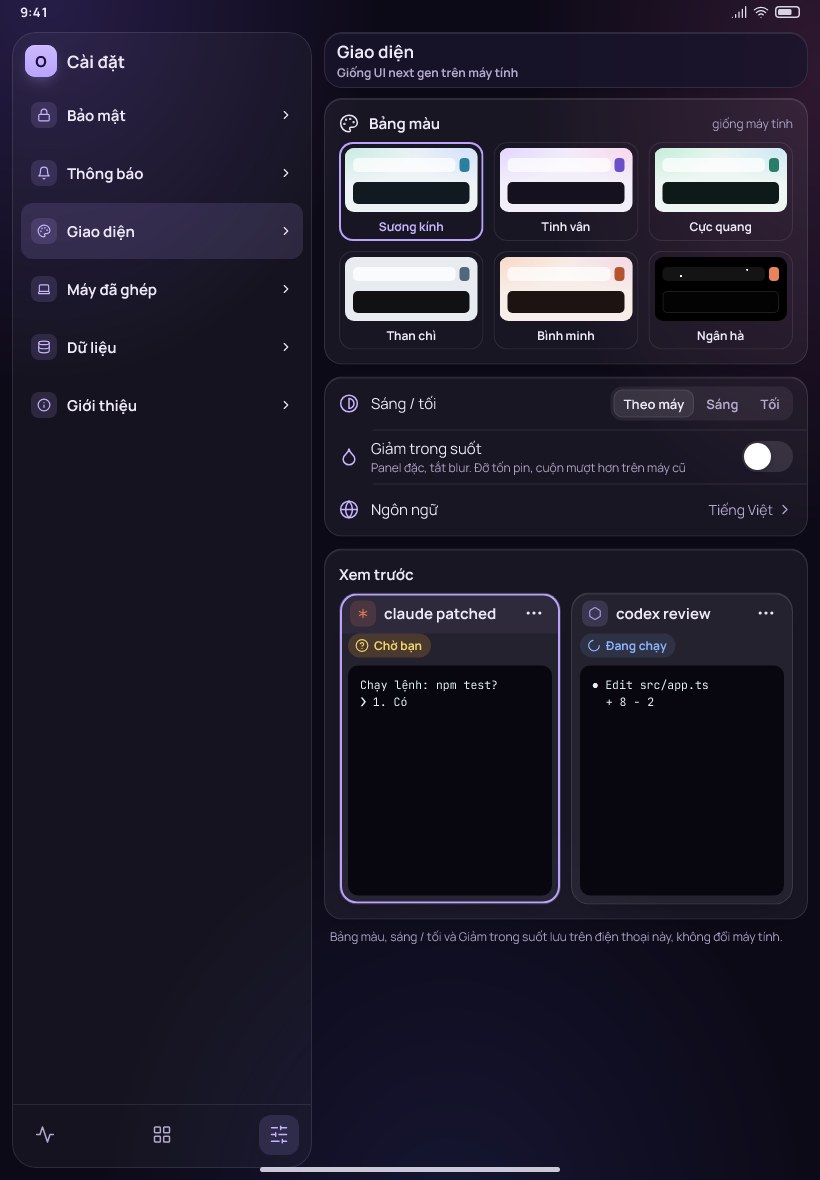 9:41
O Cài đặt
Bảo mật
Thông báo
Giao diện
Máy đã ghép
Dữ liệu
Giới thiệu
Giao diện
Giống UI next gen trên máy tính
Bảng màu
giống máy tính
Sương kính
Tinh vân
Cực quang
Than chì
Bình minh
Ngân hà
Sáng / tối
Theo máy
Sáng
Tối
Giảm trong suốt
Panel đặc, tắt blur. Đỡ tốn pin, cuộn mượt hơn trên máy cũ
Ngôn ngữ
Tiếng Việt
Xem trước
claude patched
Chờ bạn
Chạy lệnh: npm test?
❯ 1. Có
codex review
Đang chạy
● Edit src/app.ts
+ 8 - 2
Bảng màu, sáng / tối và Giảm trong suốt lưu trên điện thoại này, không đổi máy tính.